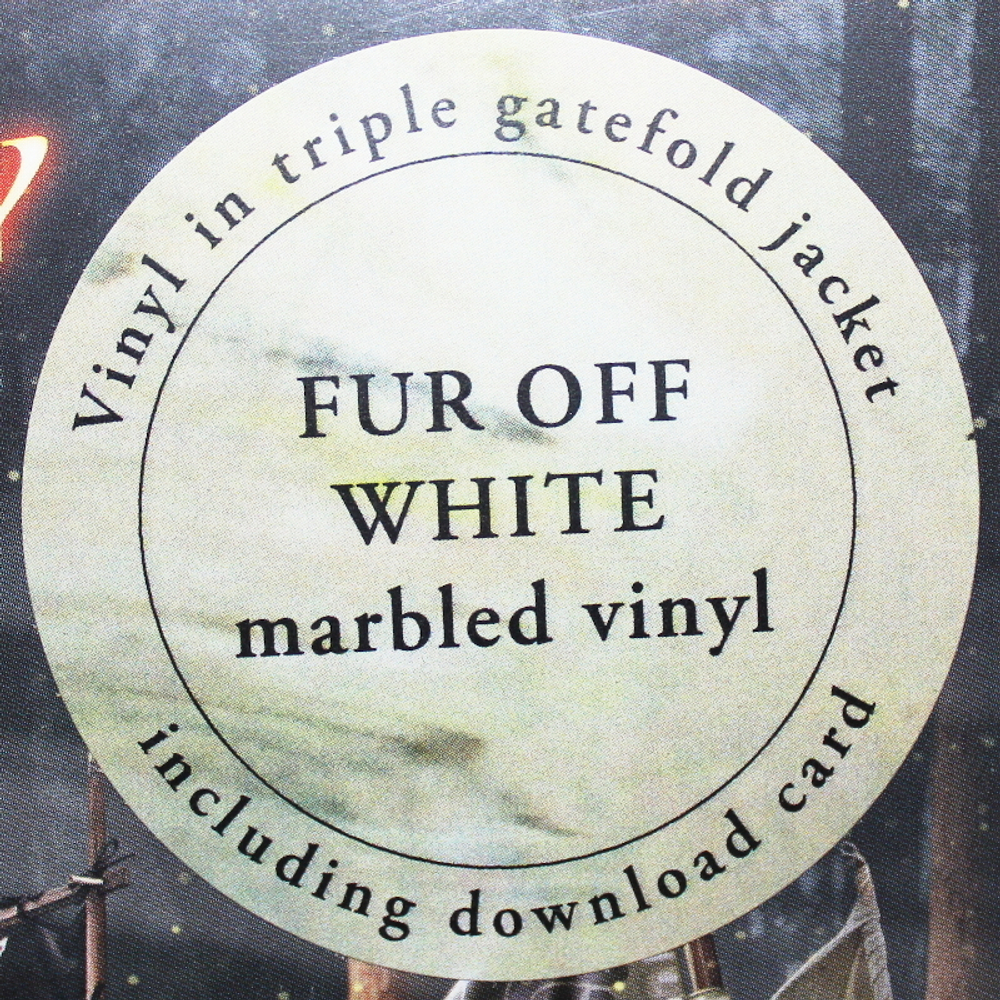 Vinyl in triple gatefold jacket
FUR OFF
WHITE
marbled vinyl
including download card